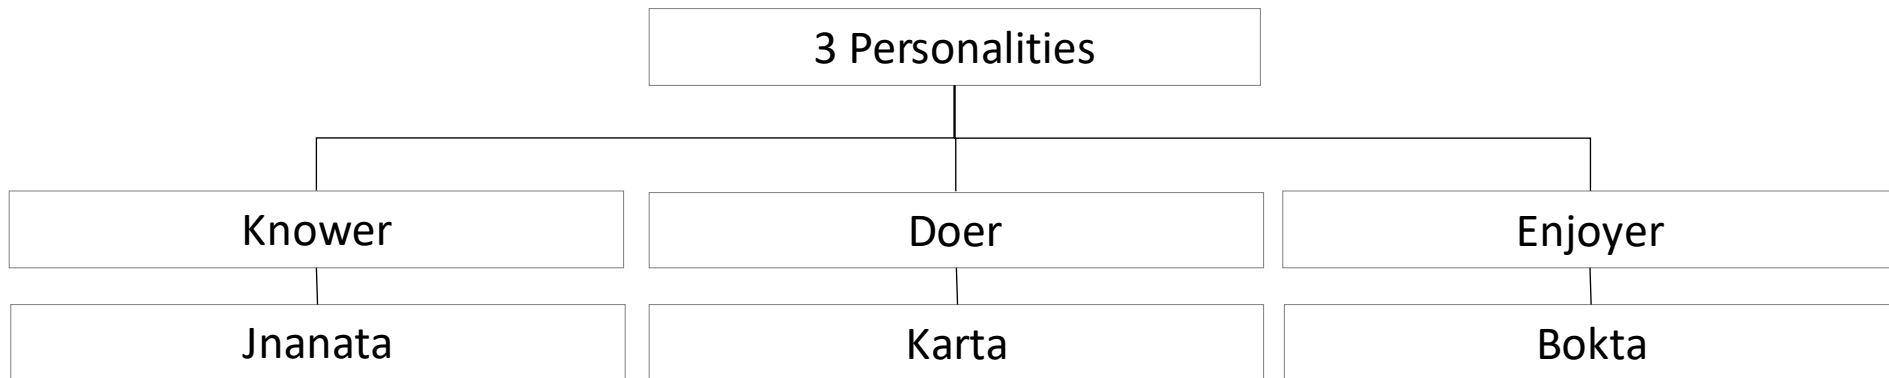 3 Personalities
Knower
Doer
Enjoyer
Jnanata
Karta
Bokta